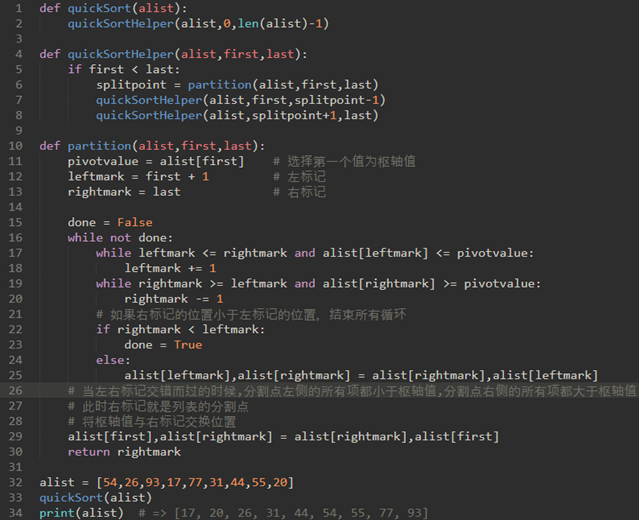 1 def quickSort(alist):
2     quickSortHelper(alist,0,len(alist)-1)
3
4 def quickSortHelper(alist,first,last):
5     if first < last:
6         splitpoint = partition(alist,first,last)
7         quickSortHelper(alist,first,splitpoint-1)
8         quickSortHelper(alist,splitpoint+1,last)
9
10 def partition(alist,first,last):
11     pivotvalue = alist[first]    # 选择第一个值为枢轴值
12     leftmark = first + 1         # 左标记
13     rightmark = last             # 右标记
14
15     done = False
16     while not done:
17         while leftmark <= rightmark and alist[leftmark] <= pivotvalue:
18             leftmark += 1
19         while rightmark >= leftmark and alist[rightmark] >= pivotvalue:
20             rightmark -= 1
21         # 如果右标记的位置小于左标记的位置, 结束所有循环
22         if rightmark < leftmark:
23             done = True
24         else:
25             alist[leftmark],alist[rightmark] = alist[rightmark],alist[leftmark]
26     # 当左右标记交错而过的时候,分割点左侧的所有项都小于枢轴值,分割点右侧的所有项都大于枢轴值
27     # 此时右标记就是列表的分割点
28     # 将枢轴值与右标记交换位置
29     alist[first],alist[rightmark] = alist[rightmark],alist[first]
30     return rightmark
31
32 alist = [54,26,93,17,77,31,44,55,20]
33 quickSort(alist)
34 print(alist)  # => [17, 20, 26, 31, 44, 54, 55, 77, 93]